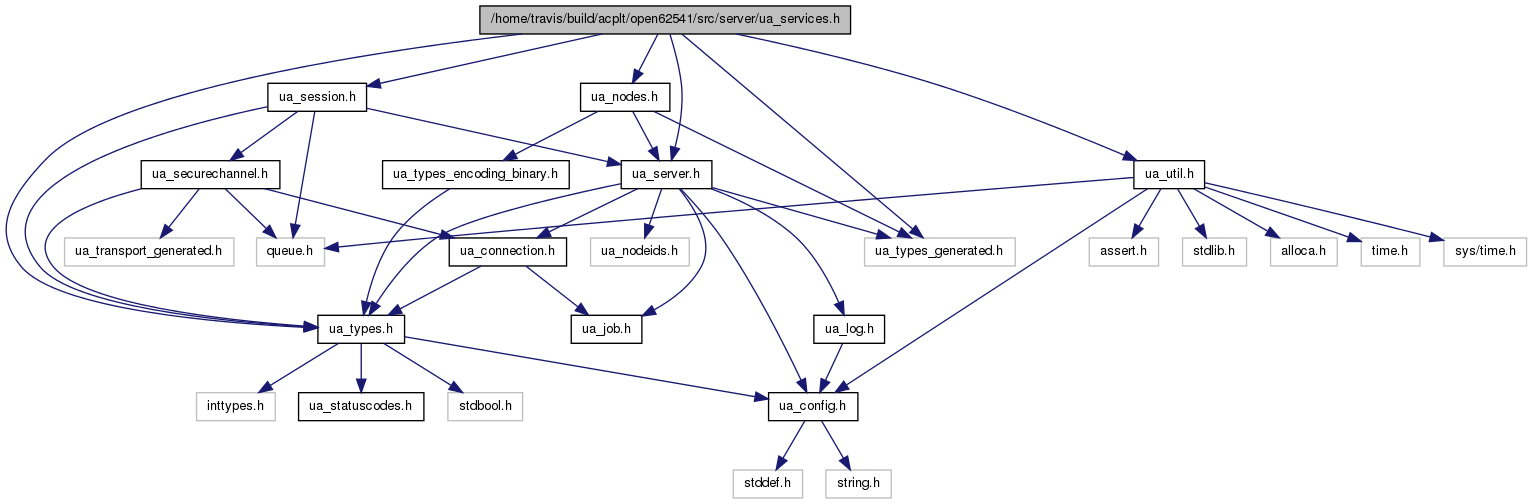 /home/travis/build/acplt/open62541/src/server/ua_services.h
ua_session.h
ua_nodes.h
ua_securechannel.h
ua_types_encoding_binary.h
ua_server.h
ua_util.h
ua_transport_generated.h
queue.h
ua_connection.h
ua_nodeids.h
ua_types_generated.h
assert.h
stdlib.h
alloca.h
time.h
sys/time.h
ua_types.h
ua_job.h
ua_log.h
inttypes.h
ua_statuscodes.h
stdbool.h
ua_config.h
stddef.h
string.h